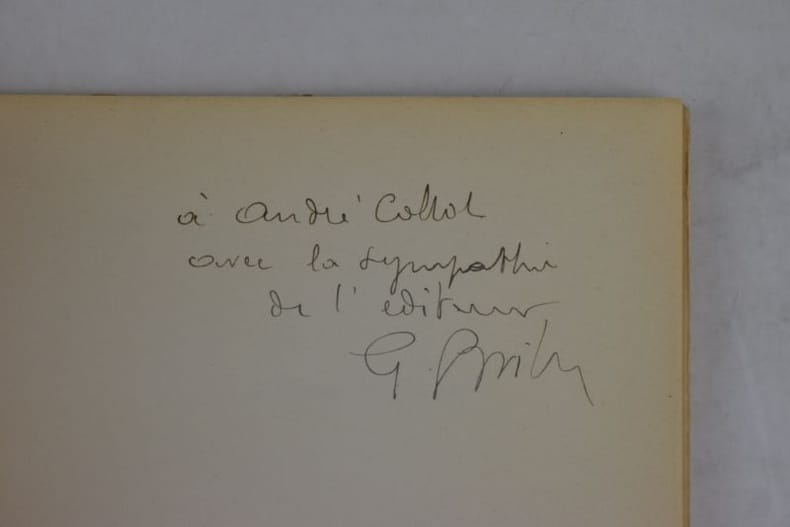 à André Collot
avec la sympathie
de l'éditeur
G.